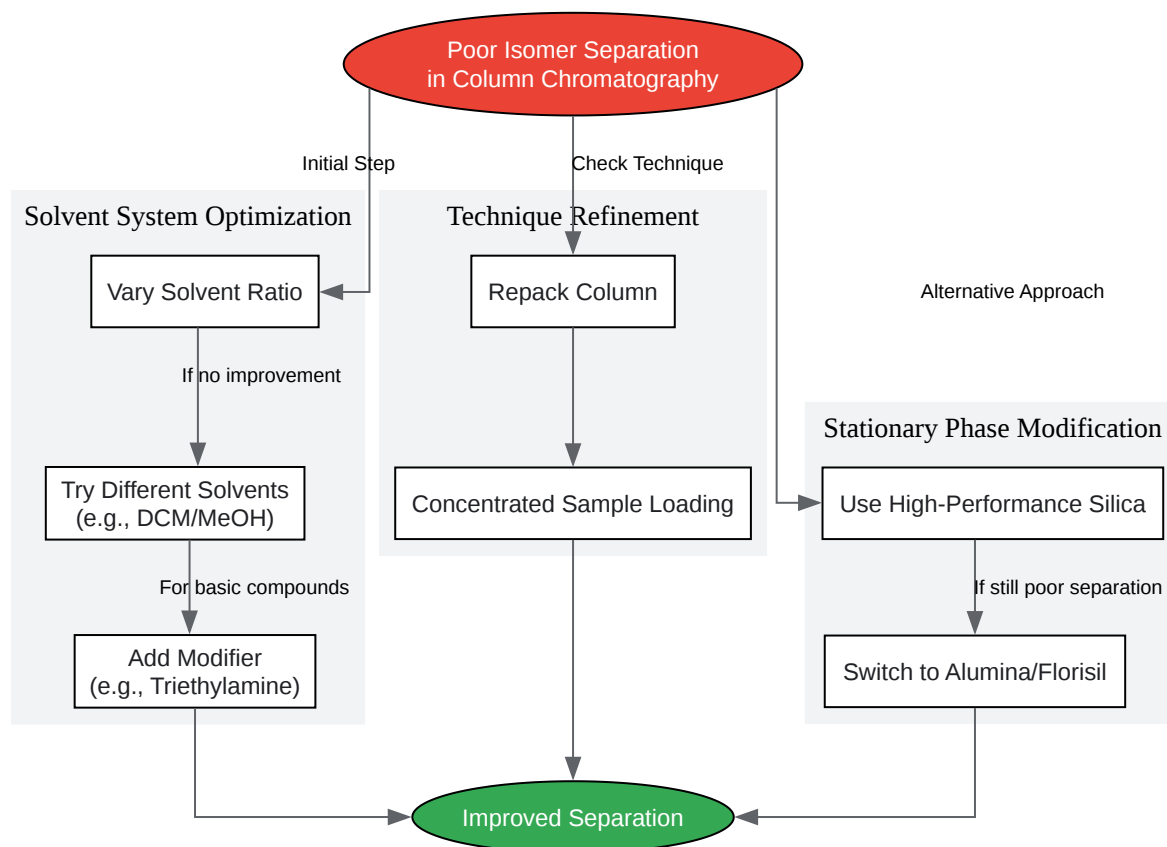 Poor Isomer Separation
in Column Chromatography
Initial Step
Check Technique
Alternative Approach
Solvent System Optimization
Vary Solvent Ratio
If no improvement
Try Different Solvents
(e.g., DCM/MeOH)
For basic compounds
Add Modifier
(e.g., Triethylamine)
Technique Refinement
Repack Column
Concentrated Sample Loading
Stationary Phase Modification
Use High-Performance Silica
If still poor separation
Switch to Alumina/Florisil
Improved Separation